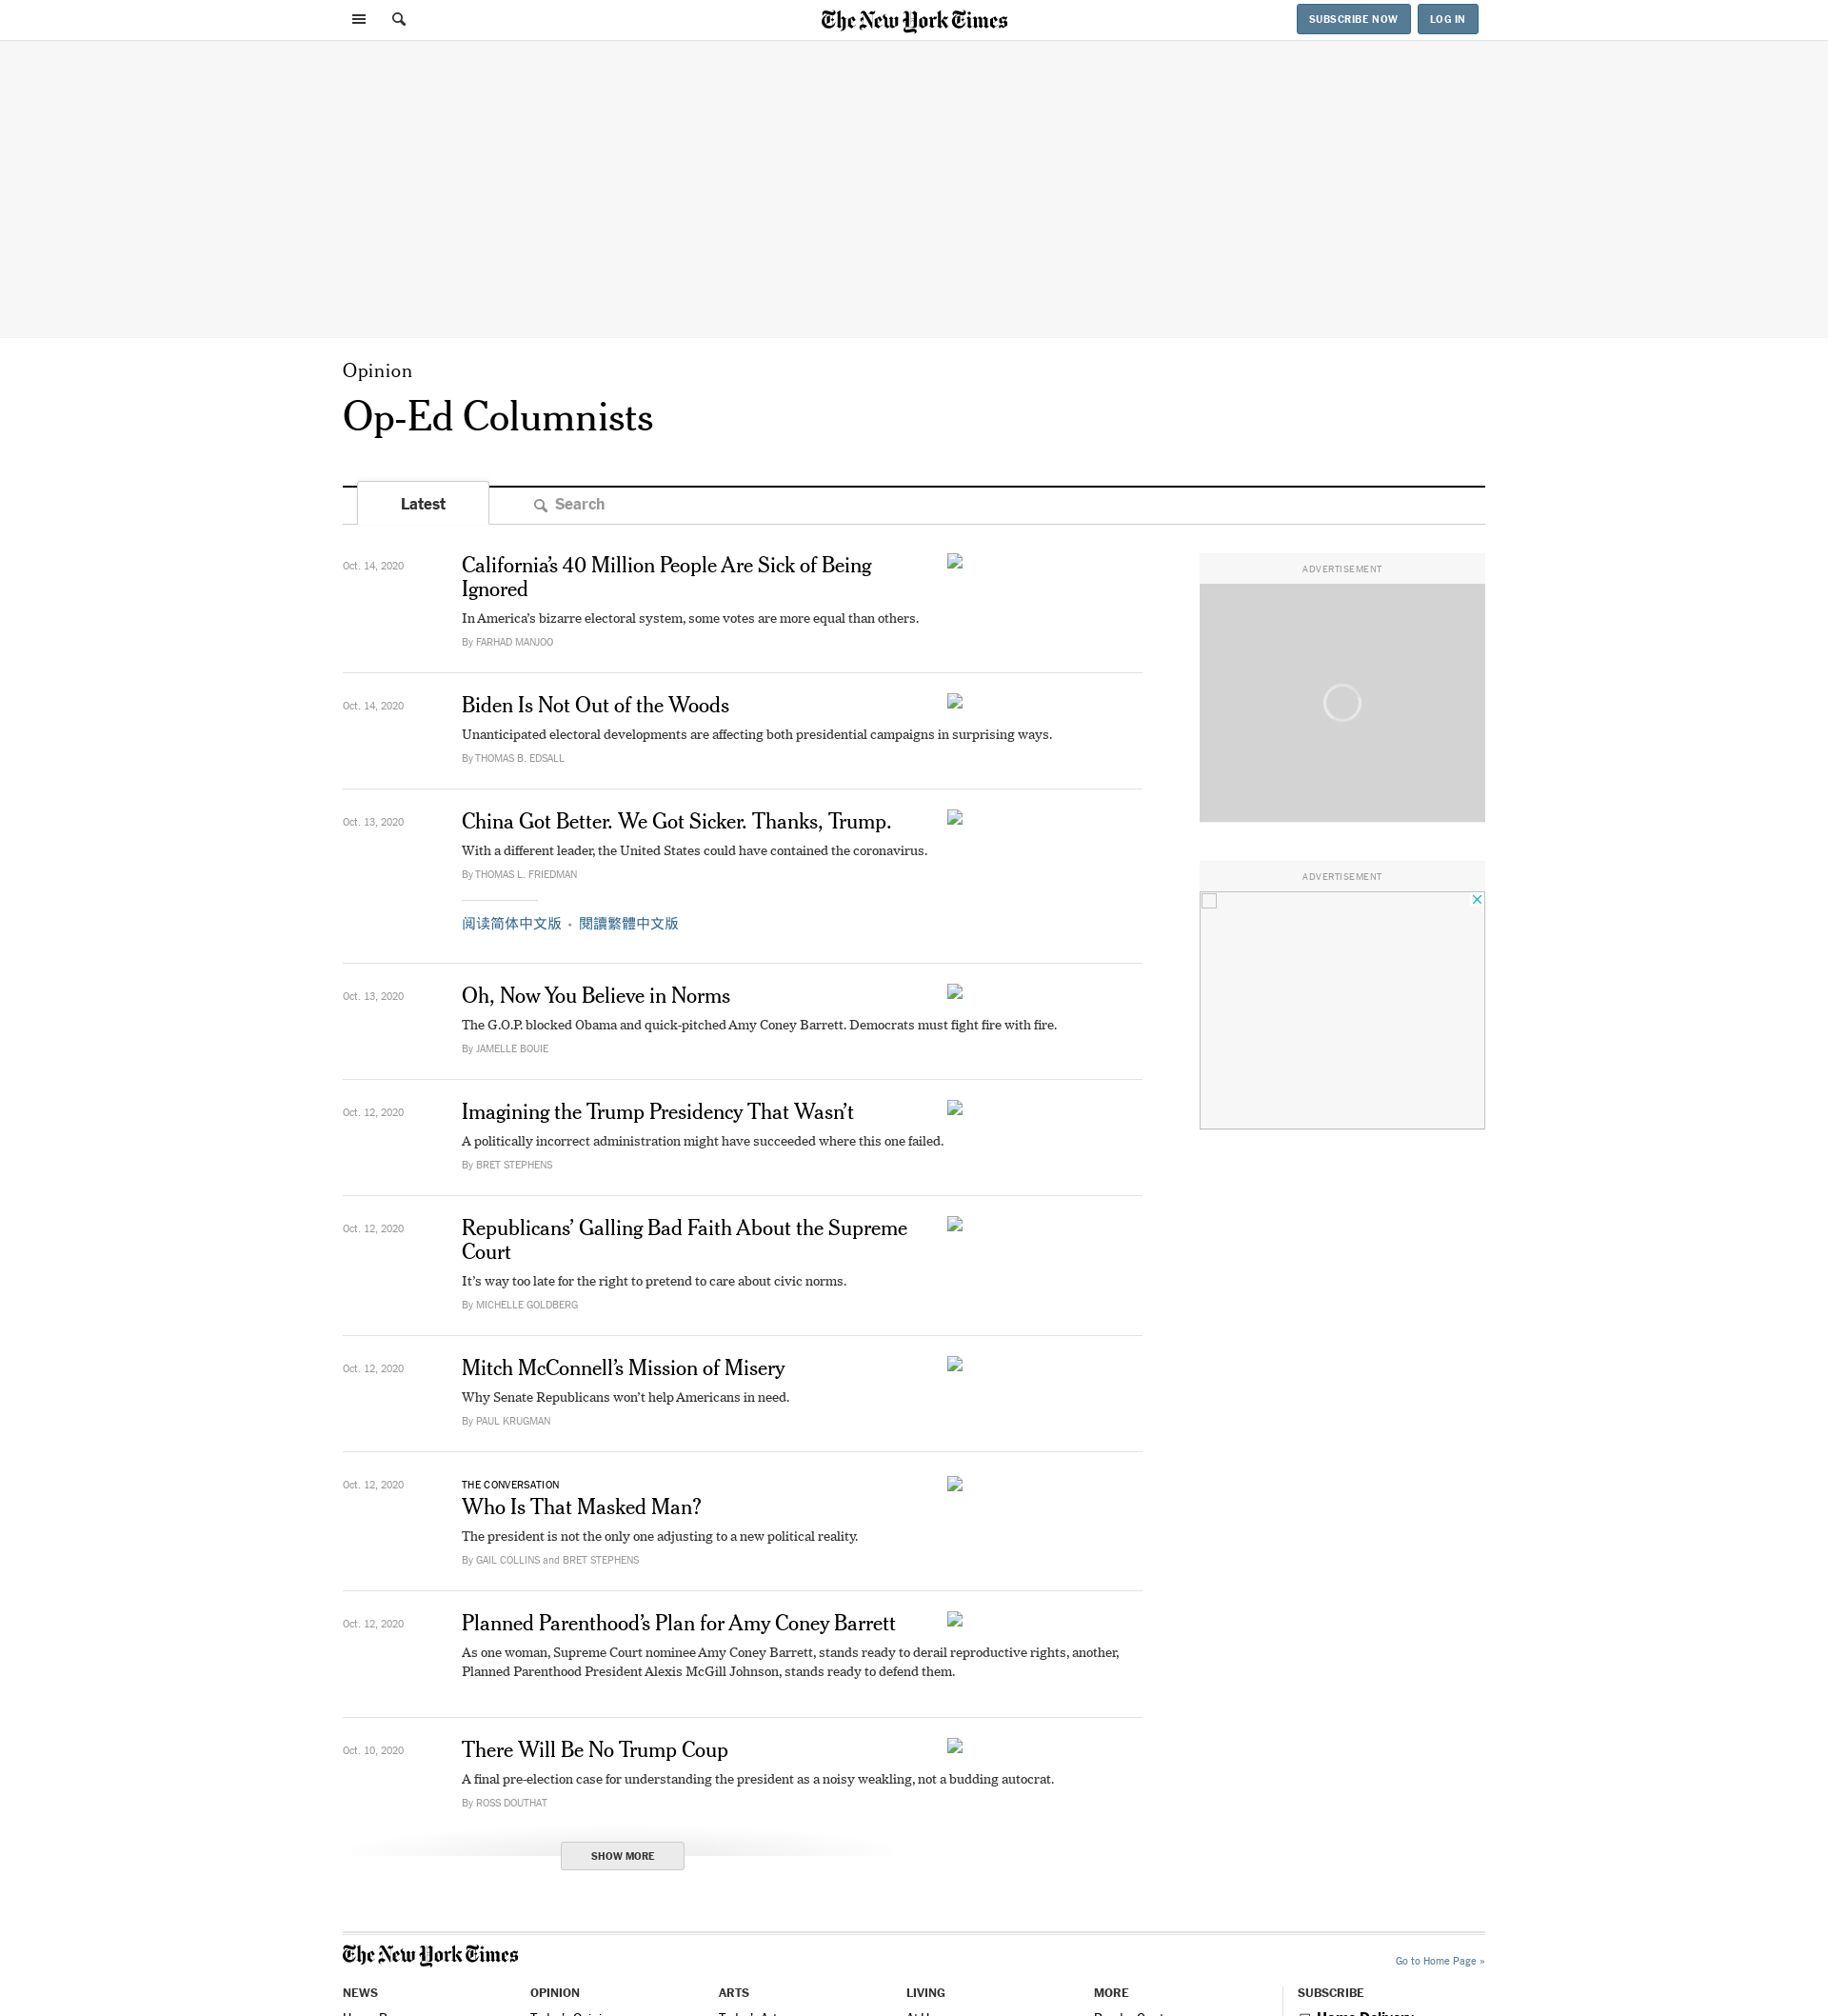 The New York Times
SUBSCRIBE NOW
LOG IN
Opinion
Op-Ed Columnists
Latest
Search
Oct. 14, 2020
California’s 40 Million People Are Sick of Being
Ignored
In America’s bizarre electoral system, some votes are more equal than others.
By FARHAD MANJOO
Oct. 14, 2020
Biden Is Not Out of the Woods
Unanticipated electoral developments are affecting both presidential campaigns in surprising ways.
By THOMAS B. EDSALL
Oct. 13, 2020
China Got Better. We Got Sicker. Thanks, Trump.
With a different leader, the United States could have contained the coronavirus.
By THOMAS L. FRIEDMAN
阅读简体中文版 • 閱讀繁體中文版
Oct. 13, 2020
Oh, Now You Believe in Norms
The G.O.P. blocked Obama and quick-pitched Amy Coney Barrett. Democrats must fight fire with fire.
By JAMELLE BOUIE
Oct. 12, 2020
Imagining the Trump Presidency That Wasn’t
A politically incorrect administration might have succeeded where this one failed.
By BRET STEPHENS
Oct. 12, 2020
Republicans’ Galling Bad Faith About the Supreme
Court
It’s way too late for the right to pretend to care about civic norms.
By MICHELLE GOLDBERG
Oct. 12, 2020
Mitch McConnell’s Mission of Misery
Why Senate Republicans won’t help Americans in need.
By PAUL KRUGMAN
Oct. 12, 2020
THE CONVERSATION
Who Is That Masked Man?
The president is not the only one adjusting to a new political reality.
By GAIL COLLINS and BRET STEPHENS
Oct. 12, 2020
Planned Parenthood’s Plan for Amy Coney Barrett
As one woman, Supreme Court nominee Amy Coney Barrett, stands ready to derail reproductive rights, another,
Planned Parenthood President Alexis McGill Johnson, stands ready to defend them.
Oct. 10, 2020
There Will Be No Trump Coup
A final pre-election case for understanding the president as a noisy weakling, not a budding autocrat.
By ROSS DOUTHAT
SHOW MORE
ADVERTISEMENT
ADVERTISEMENT
The New York Times
Go to Home Page »
NEWS
OPINION
ARTS
LIVING
MORE
SUBSCRIBE